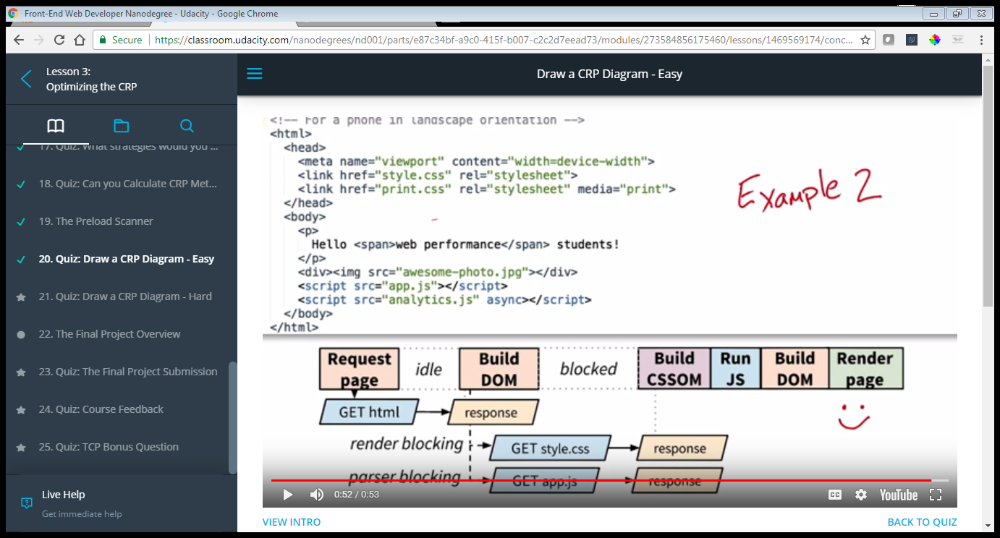 Front-End Web Developer Nanodegree - Udacity - Google Chrome
Secure
https://classroom.udacity.com/nanodegrees/nd001/parts/e87c34bf-a9c0-415f-b007-c2c2d7eead73/modules/273584856175460/lessons/1469569174/conc...
Lesson 3:
Optimizing the CRP
17. Quiz: What strategies would you ...
18. Quiz: Can you Calculate CRP Met...
19. The Preload Scanner
20. Quiz: Draw a CRP Diagram - Easy
21. Quiz: Draw a CRP Diagram - Hard
22. The Final Project Overview
23. Quiz: The Final Project Submission
24. Quiz: Course Feedback
25. Quiz: TCP Bonus Question
Live Help
Get immediate help
Draw a CRP Diagram - Easy
<!-- For a phone in landscape orientation -->
<html>
<head>
<meta name="viewport" content="width=device-width">
<link href="style.css" rel="stylesheet">
<link href="print.css" rel="stylesheet" media="print">
</head>
<body>
<p>
Hello <span>web performance</span> students!
</p>
<div><img src="awesome-photo.jpg"></div>
<script src="app.js"></script>
<script src="analytics.js" async></script>
</body>
</html>
Example 2
Request
page
idle
Build
DOM
blocked
Build
CSSOM
Run
JS
Build
DOM
Render
page
GET html
response
render blocking
GET style.css
response
parser blocking
GET app.js
response
0:52 / 0:53
CC
YouTube
VIEW INTRO
BACK TO QUIZ